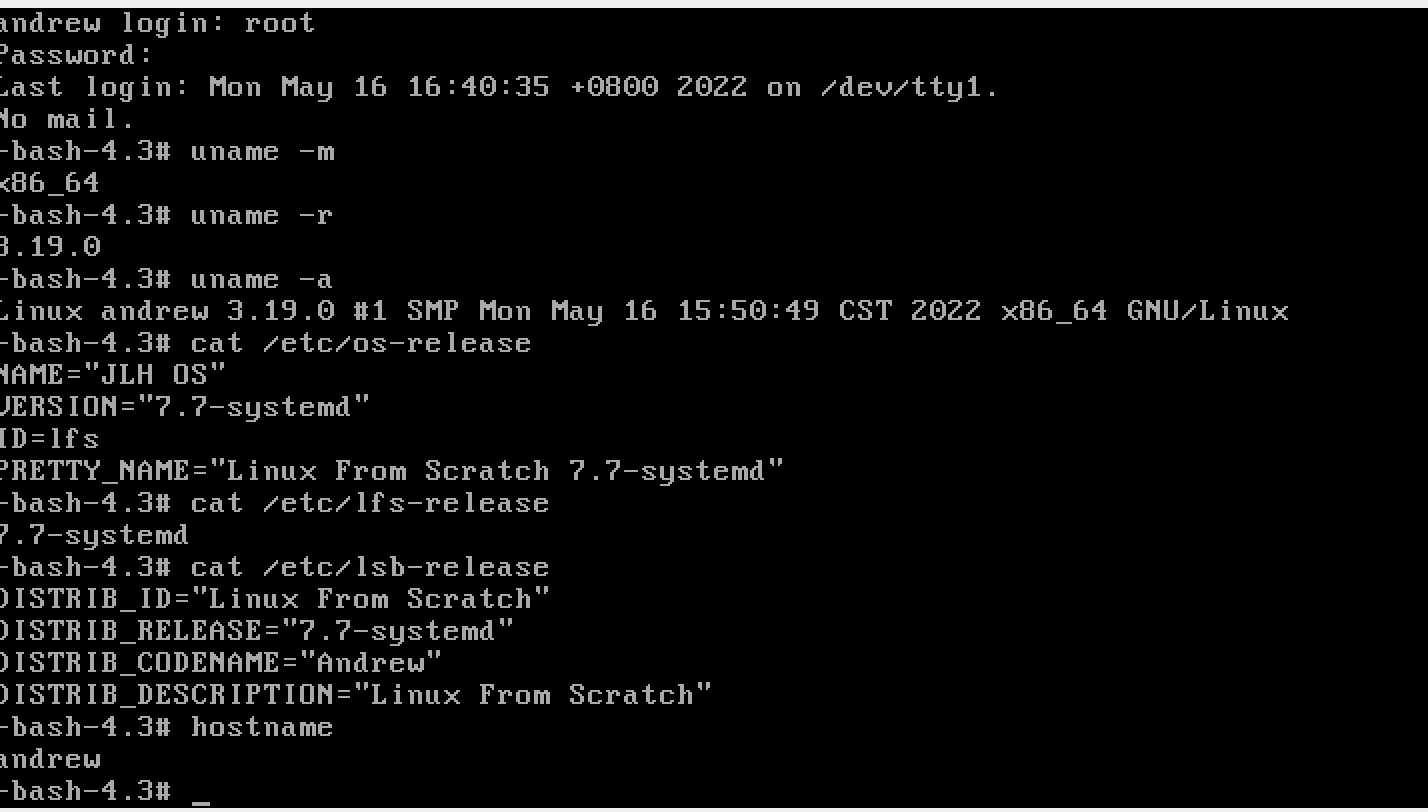 andrew login: root
Password:
Last login: Mon May 16 16:40:35 +0800 2022 on /dev/tty1.
No mail.
-bash-4.3# uname -m
x86_64
-bash-4.3# uname -r
3.19.0
-bash-4.3# uname -a
Linux andrew 3.19.0 #1 SMP Mon May 16 15:50:49 CST 2022 x86_64 GNU/Linux
-bash-4.3# cat /etc/os-release
NAME="JLH OS"
VERSION="7.7-systemd"
ID=lfs
PRETTY_NAME="Linux From Scratch 7.7-systemd"
-bash-4.3# cat /etc/lfs-release
7.7-systemd
-bash-4.3# cat /etc/lsb-release
DISTRIB_ID="Linux From Scratch"
DISTRIB_RELEASE="7.7-systemd"
DISTRIB_CODENAME="Andrew"
DISTRIB_DESCRIPTION="Linux From Scratch"
-bash-4.3# hostname
andrew
-bash-4.3# _